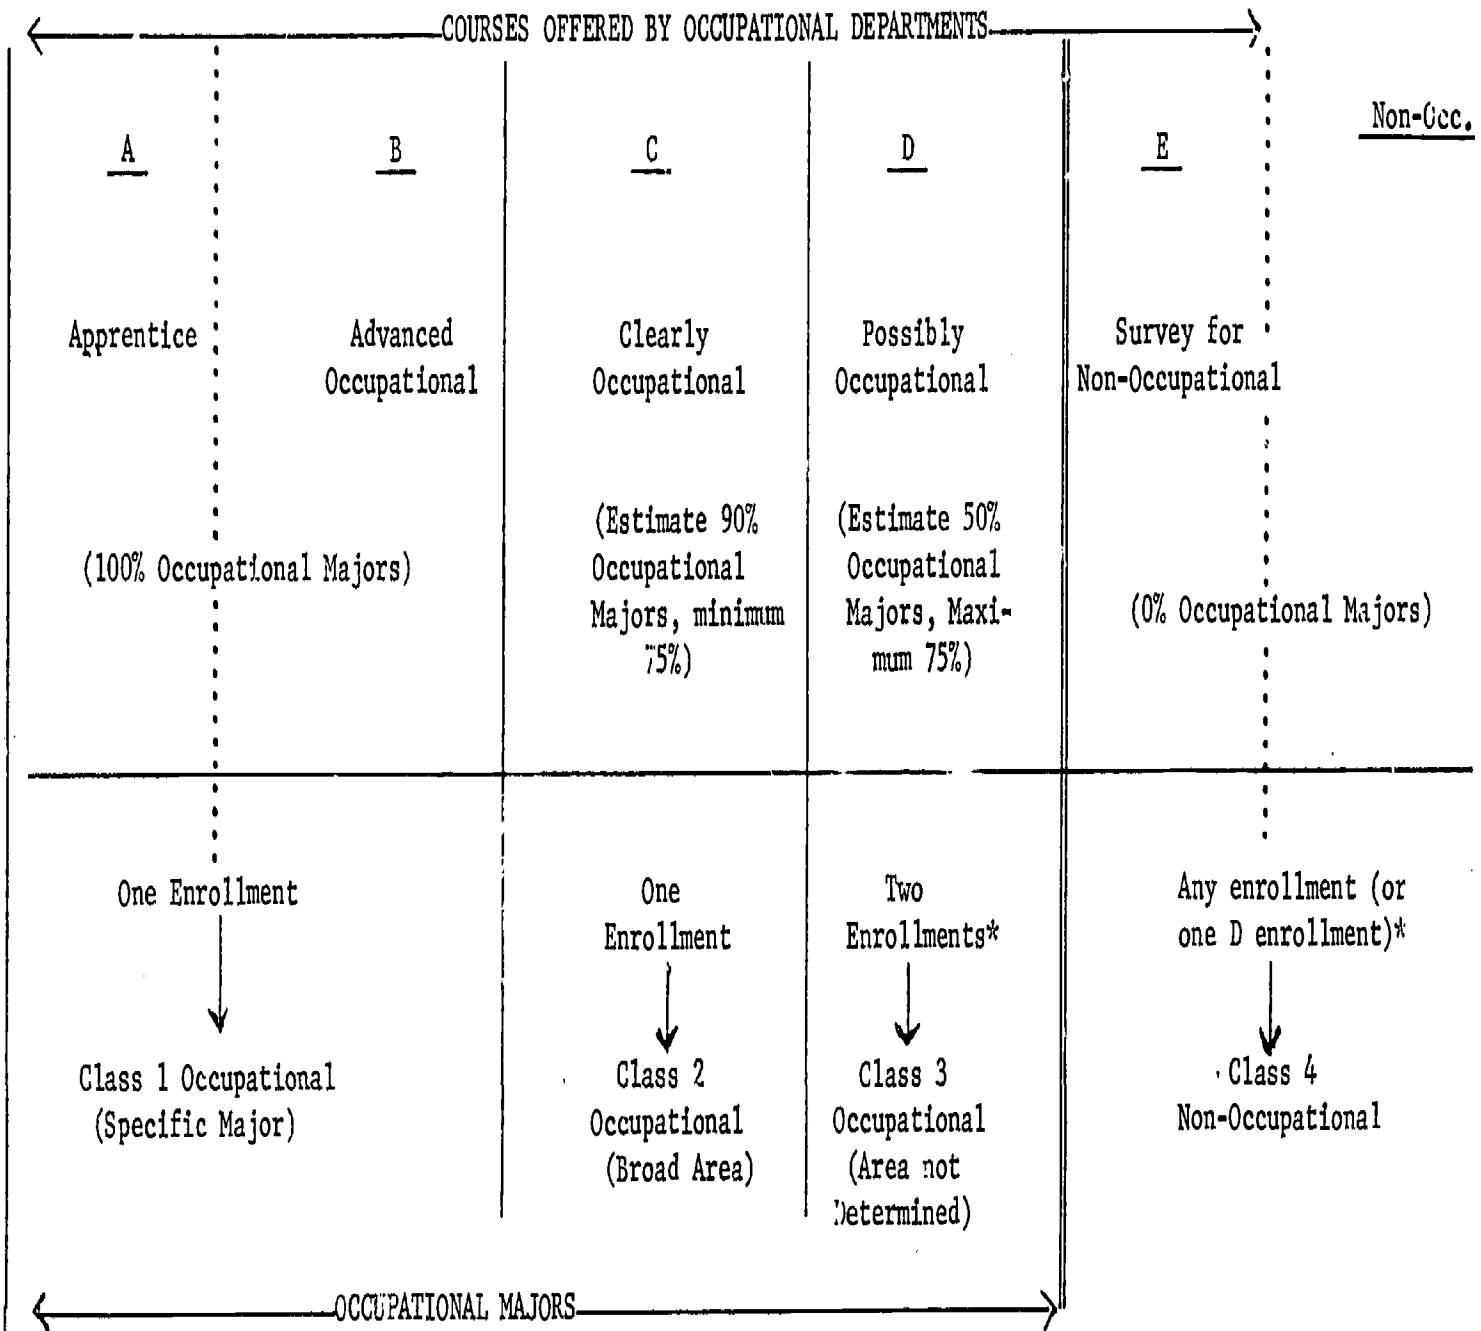 COURSES OFFERED BY OCCUPATIONAL DEPARTMENTS
Non-Occ.
A
B
C
D
E
Apprentice
Advanced
Occupational
Clearly
Occupational
Possibly
Occupational
Survey for
Non-Occupational
(100% Occupational Majors)
(Estimate 90%
Occupational
Majors, minimum
75%)
(Estimate 50%
Occupational
Majors, Maxi-
mum 75%)
(0% Occupational Majors)
One Enrollment
One
Enrollment
Two
Enrollments*
Any enrollment (or
one D enrollment)*
Class 1 Occupational
(Specific Major)
Class 2
Occupational
(Broad Area)
Class 3
Occupational
(Area not
Determined)
Class 4
Non-Occupational
OCCUPATIONAL MAJORS